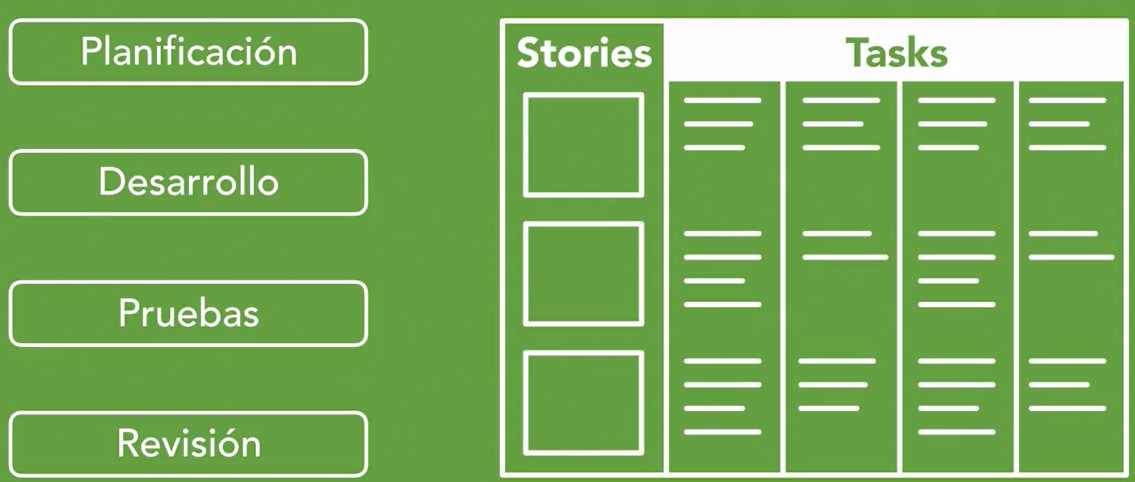 Planificación
Desarrollo
Pruebas
Revisión
Stories
Tasks